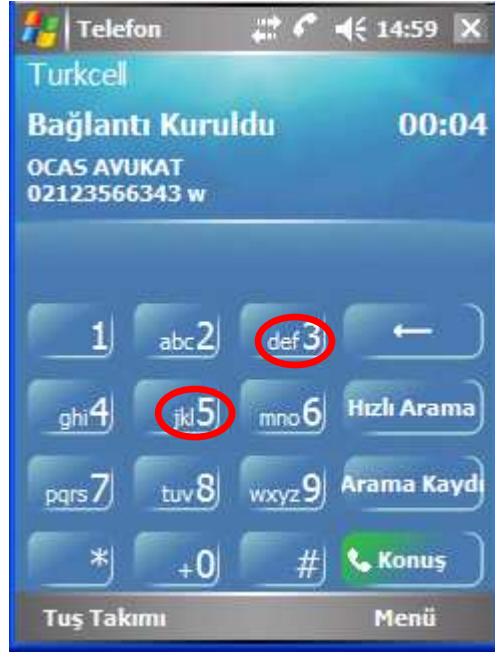 Telefon 14:59
Turkcell
Bağlantı Kuruldu 00:04
OCAS AVUKAT
02123566343 w
1 abc2 def3 ←
ghi4 jkl5 mno6 Hızlı Arama
pqrs7 tuv8 wxyz9 Arama Kaydı
* +0 # Konuş
Tuş Takımı Menü